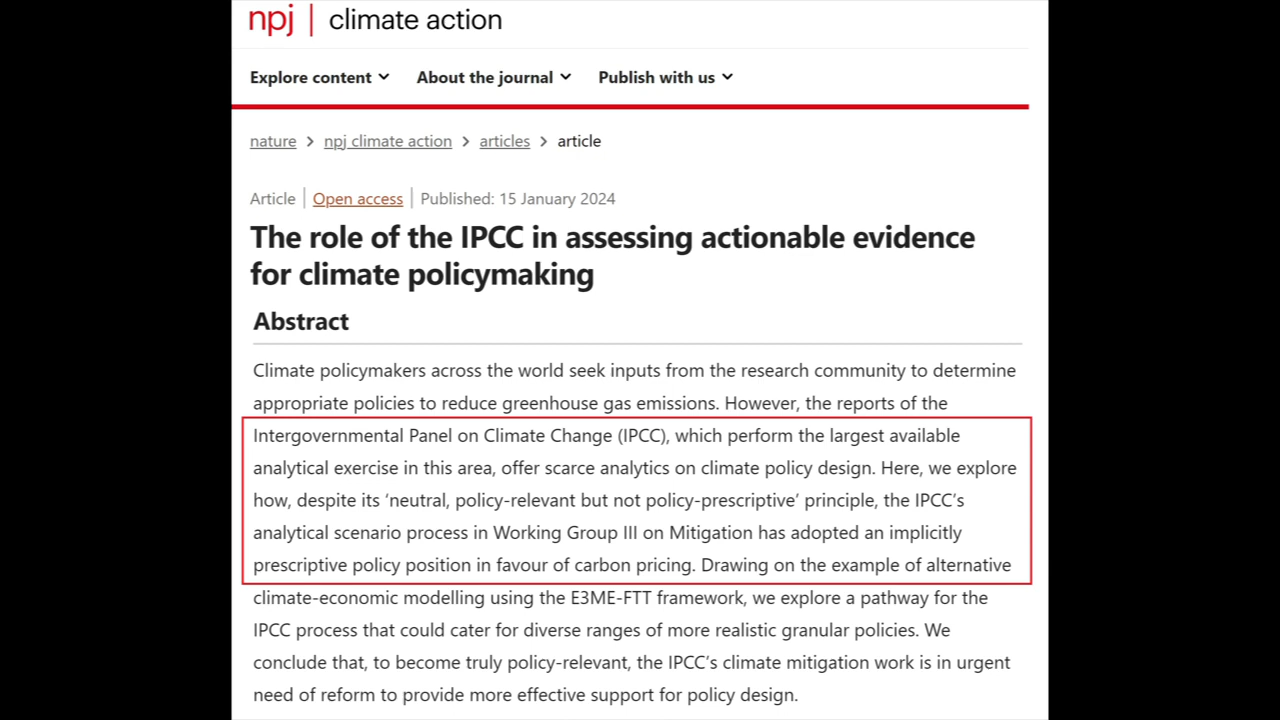 npj | climate action
Explore content About the journal Publish with us
nature > npj climate action > articles > article
Article | Open access | Published: 15 January 2024
The role of the IPCC in assessing actionable evidence
for climate policymaking
Abstract
Climate policymakers across the world seek inputs from the research community to determine
appropriate policies to reduce greenhouse gas emissions. However, the reports of the
Intergovernmental Panel on Climate Change (IPCC), which perform the largest available
analytical exercise in this area, offer scarce analytics on climate policy design. Here, we explore
how, despite its ‘neutral, policy-relevant but not policy-prescriptive’ principle, the IPCC’s
analytical scenario process in Working Group III on Mitigation has adopted an implicitly
prescriptive policy position in favour of carbon pricing. Drawing on the example of alternative
climate-economic modelling using the E3ME-FTT framework, we explore a pathway for the
IPCC process that could cater for diverse ranges of more realistic granular policies. We
conclude that, to become truly policy-relevant, the IPCC’s climate mitigation work is in urgent
need of reform to provide more effective support for policy design.